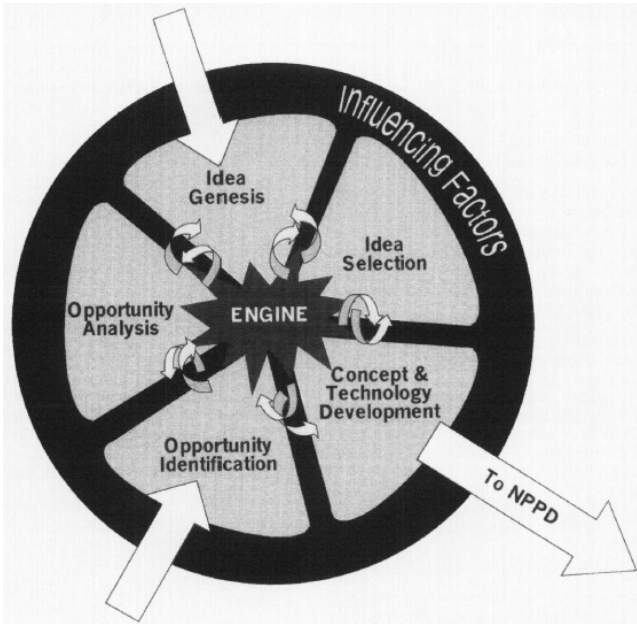 Influencing Factors
Idea
Genesis
Idea
Selection
Opportunity
Analysis
ENGINE
Concept &
Technology
Development
Opportunity
Identification
To NPPD